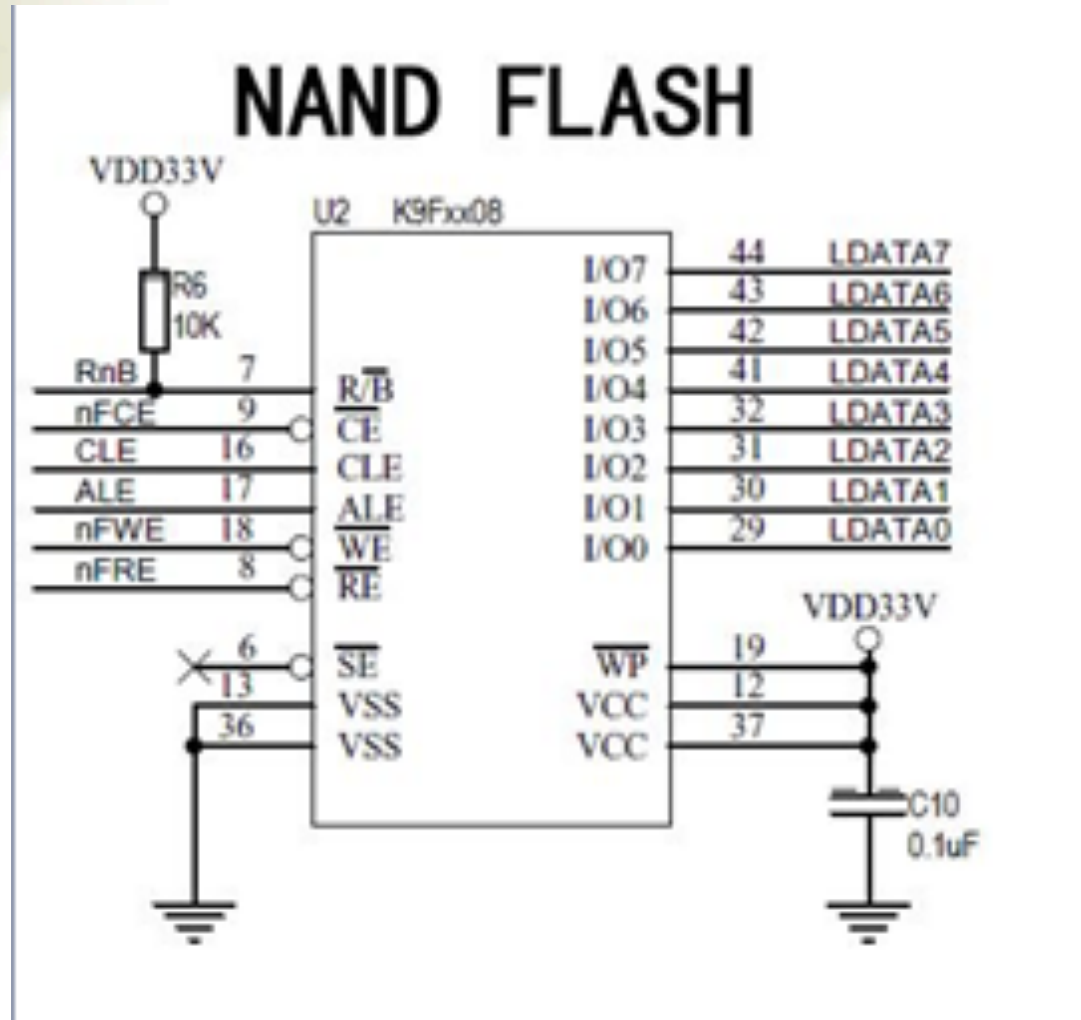 NAND FLASH
VDD33V
U2 K9Fxx08
R6
10K
I/O7 44 LDATA7
I/O6 43 LDATA6
I/O5 42 LDATA5
RnB 7 R/B I/O4 41 LDATA4
nFCE 9 CE I/O3 32 LDATA3
CLE 16 CLE I/O2 31 LDATA2
ALE 17 ALE I/O1 30 LDATA1
nFWE 18 WE I/O0 29 LDATA0
nFRE 8 RE
VDD33V
6 SE WP 19
13 VSS VCC 12
36 VSS VCC 37
C10
0.1uF